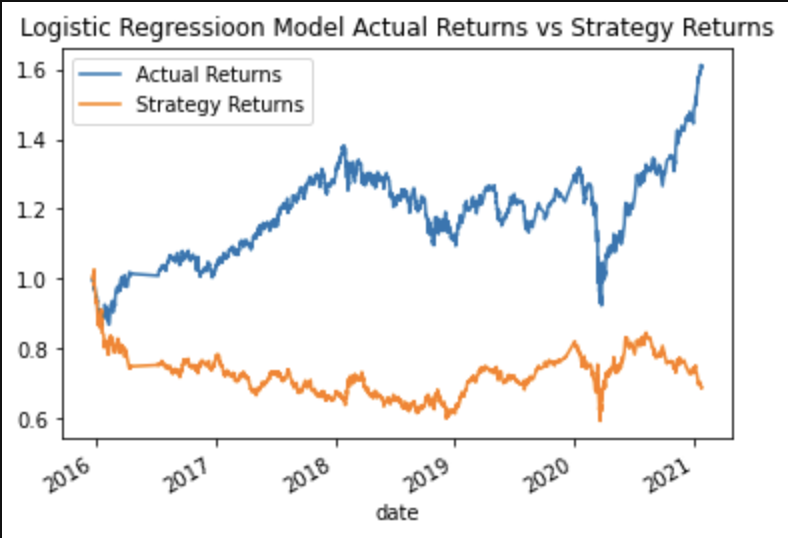 Logistic Regressioon Model Actual Returns vs Strategy Returns
Actual Returns
Strategy Returns
1.6
1.4
1.2
1.0
0.8
0.6
2016 2017 2018 2019 2020 2021
date